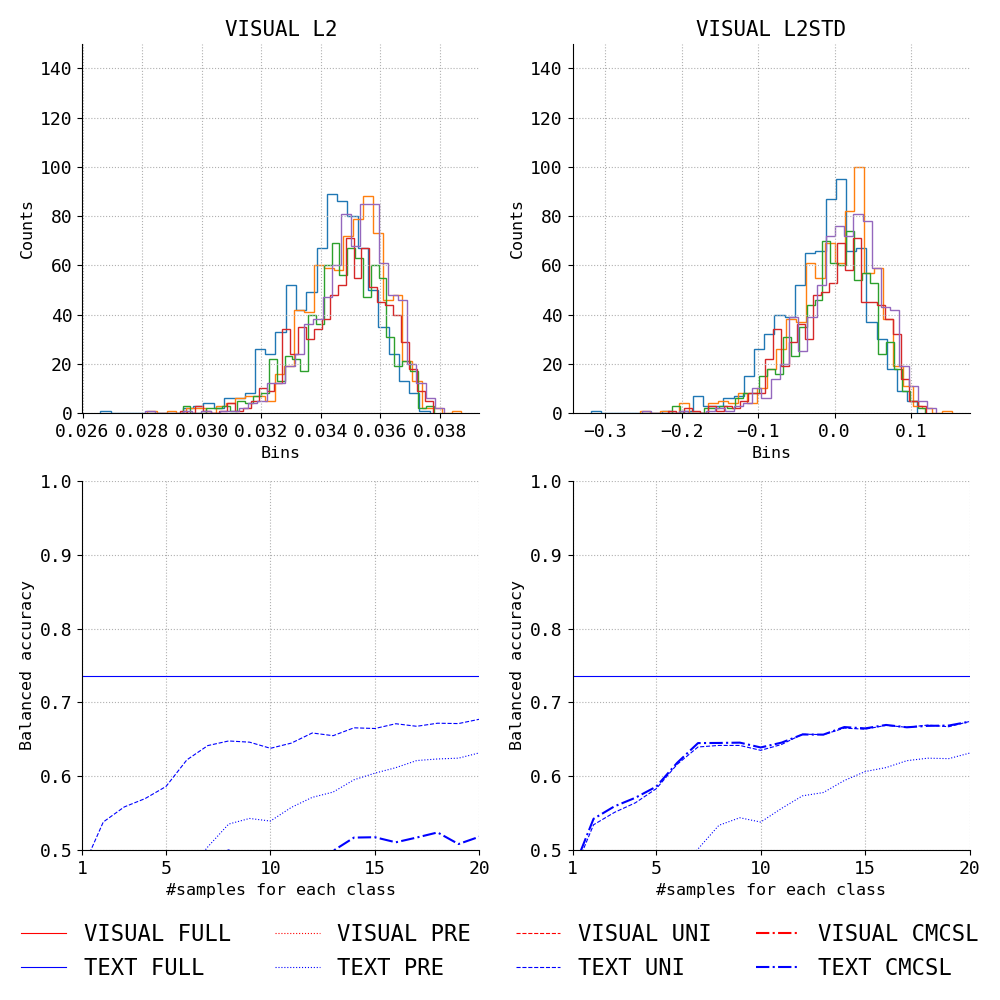 VISUAL L2
140
120
100
80
60
40
20
0
Counts
0.026 0.028 0.030 0.032 0.034 0.036 0.038
Bins
VISUAL L2STD
140
120
100
80
60
40
20
0
Counts
−0.3 −0.2 −0.1 0.0 0.1
Bins
1.0
0.9
0.8
0.7
0.6
0.5
Balanced accuracy
1 5 10 15 20
#samples for each class
1.0
0.9
0.8
0.7
0.6
0.5
Balanced accuracy
1 5 10 15 20
#samples for each class
VISUAL FULL VISUAL PRE VISUAL UNI VISUAL CMCSL
TEXT FULL TEXT PRE TEXT UNI TEXT CMCSL